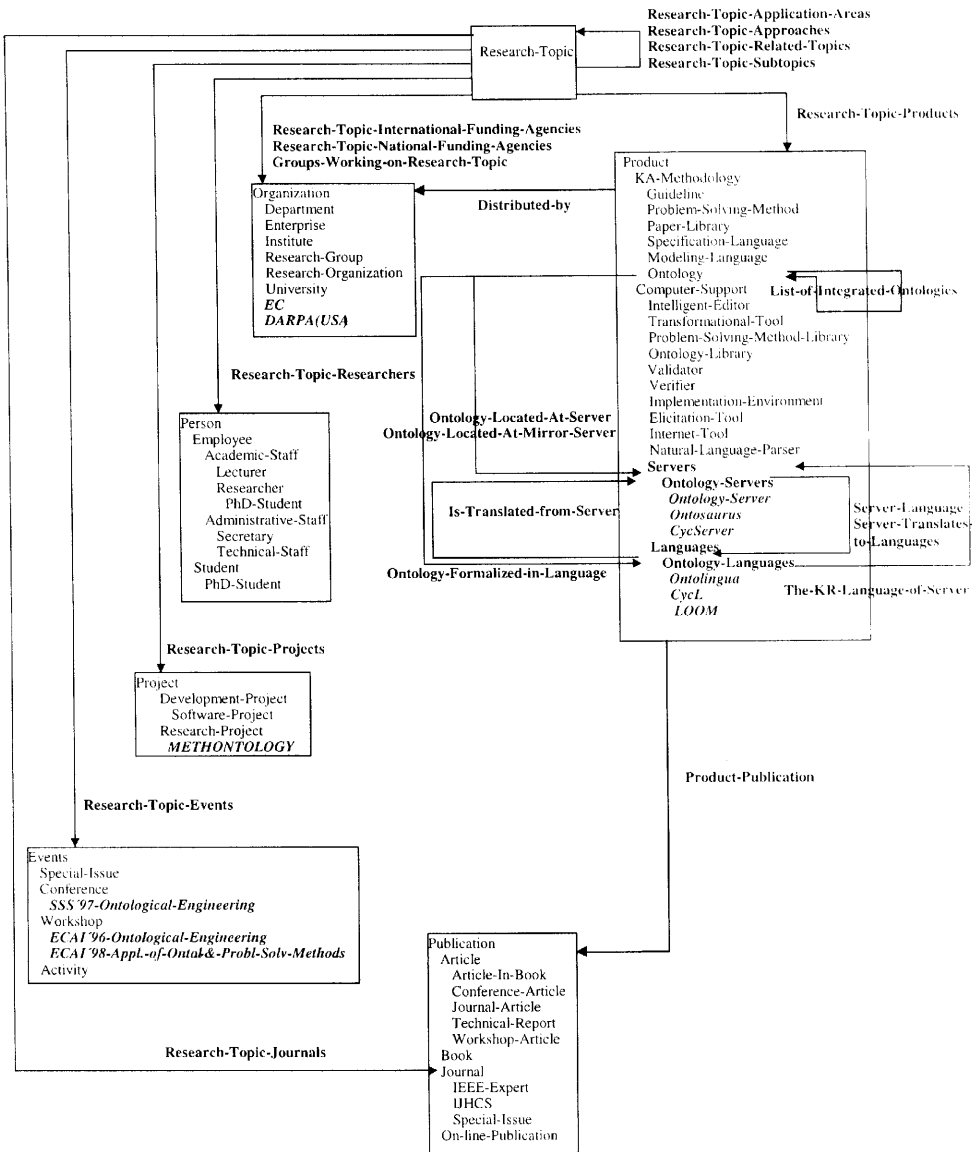 Research-Topic-Application-Areas
Research-Topic-Approaches
Research-Topic-Related-Topics
Research-Topic-Subtopics
Research-Topic
Research-Topic-Products
Research-Topic-International-Funding-Agencies
Research-Topic-National-Funding-Agencies
Groups-Working-on-Research-Topic
Organization
Department
Enterprise
Institute
Research-Group
Research-Organization
University
EC
DARPA(USA)
Distributed-by
Product
KA-Methodology
Guideline
Problem-Solving-Method
Paper-Library
Specification-Language
Modeling-Language
Ontology
Computer-Support
Intelligent-Editor
Transformational-Tool
Problem-Solving-Method-Library
Ontology-Library
Validator
Verifier
Implementation-Environment
Elicitation-Tool
Internet-Tool
Natural-Language-Parser
Servers
Ontology-Servers
Ontology-Server
Ontosaurus
CycServer
Languages
Ontology-Languages
Ontolingua
CycL
LOOM
List-of-Integrated-Ontologies
Research-Topic-Researchers
Ontology-Located-At-Server
Ontology-Located-At-Mirror-Server
Is-Translated-from-Server
Ontology-Formalized-in-Language
Server-Language
Server-Translates-
to-Languages
The-KR-Language-of-Server
Person
Employee
Academic-Staff
Lecturer
Researcher
PhD-Student
Administrative-Staff
Secretary
Technical-Staff
Student
PhD-Student
Research-Topic-Projects
Project
Development-Project
Software-Project
Research-Project
METHONTOLOGY
Product-Publication
Research-Topic-Events
Events
Special-Issue
Conference
SSS´97-Ontological-Engineering
Workshop
ECAI´96-Ontological-Engineering
ECAI´98-Appl.-of-Ontal-&-Probl-Solv-Methods
Activity
Research-Topic-Journals
Publication
Article
Article-In-Book
Conference-Article
Journal-Article
Technical-Report
Workshop-Article
Book
Journal
IEEE-Expert
IJHCS
Special-Issue
On-line-Publication